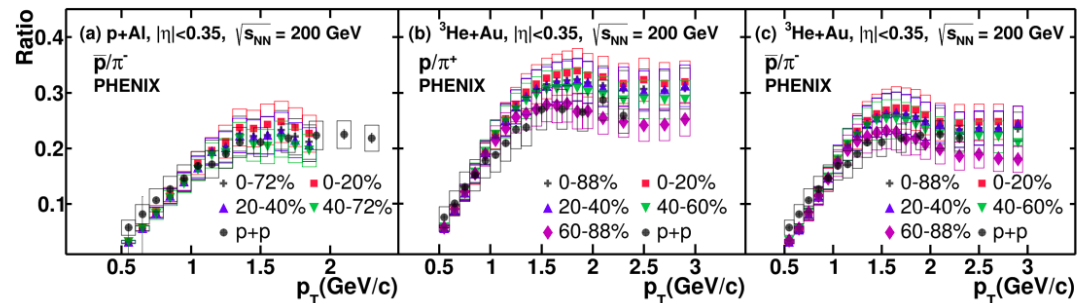 Ratio
0.4
0.3
0.2
0.1
(a) p+Al, |η|<0.35, √s_NN = 200 GeV
p̅/π⁻
PHENIX
0-72% 0-20%
20-40% 40-72%
p+p
0.5 1 1.5 2 2.5
p_T(GeV/c)
(b) ³He+Au, |η|<0.35, √s_NN = 200 GeV
p/π⁺
PHENIX
0-88% 0-20%
20-40% 40-60%
60-88% p+p
0.5 1 1.5 2 2.5 3
p_T(GeV/c)
(c) ³He+Au, |η|<0.35, √s_NN = 200 GeV
p̅/π⁻
PHENIX
0-88% 0-20%
20-40% 40-60%
60-88% p+p
0.5 1 1.5 2 2.5 3
p_T(GeV/c)